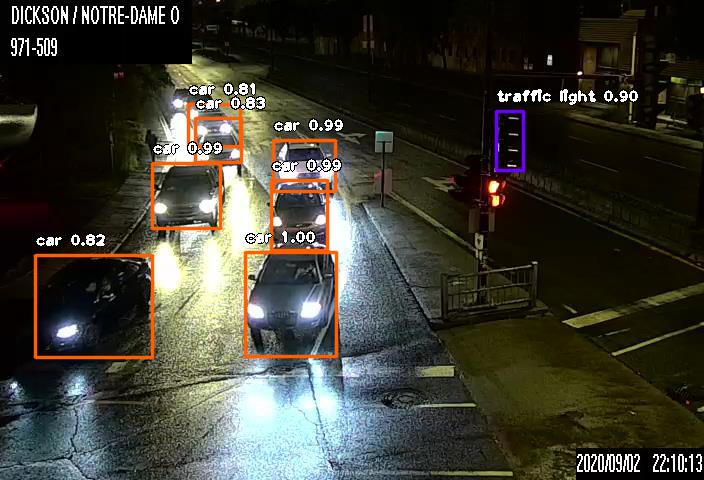 DICKSON / NOTRE-DAME O
971-509
car 0.81
car 0.83
traffic light 0.90
car 0.99
car 0.99
car 0.99
car 0.82
car 1.00
2020/09/02 22:10:13